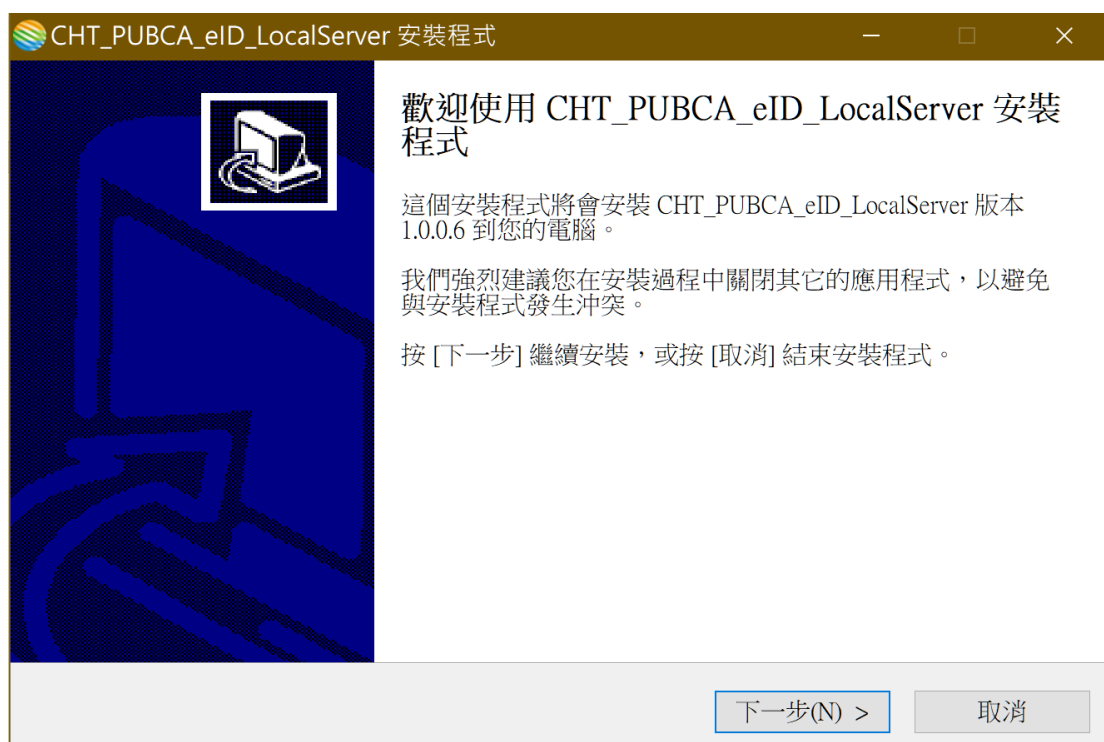 CHT_PUBCA_eID_LocalServer 安裝程式
歡迎使用 CHT_PUBCA_eID_LocalServer 安裝
程式
這個安裝程式將會安裝 CHT_PUBCA_eID_LocalServer 版本
1.0.0.6 到您的電腦。
我們強烈建議您在安裝過程中關閉其它的應用程式，以避免
與安裝程式發生沖突。
按 [下一步] 繼續安裝，或按 [取消] 結束安裝程式。
下一步(N) >
取消